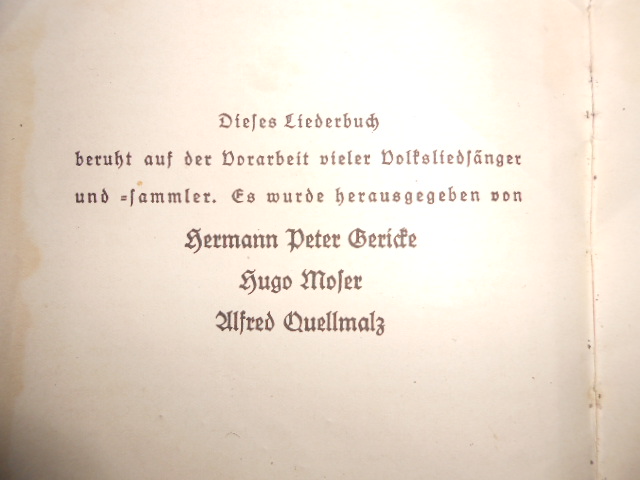 Dieses Liederbuch
beruht auf der Vorarbeit vieler Volksliedsänger
und =sammler. Es wurde herausgegeben von
Hermann Peter Gericke
Hugo Moser
Alfred Quellmalz